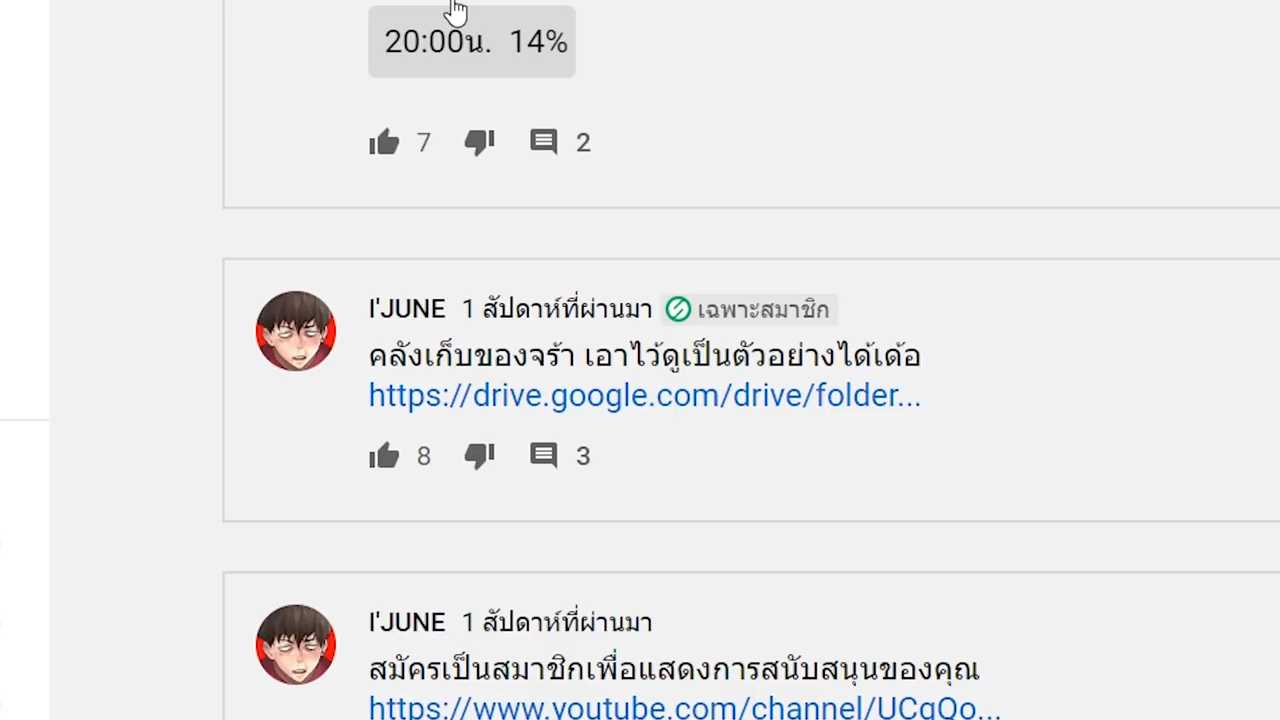 20:00น. 14%
7 2
I'JUNE 1 สัปดาห์ที่ผ่านมา เฉพาะสมาชิก
คลังเก็บของจร้า เอาไว้ดูเป็นตัวอย่างได้เด้อ
https://drive.google.com/drive/folder...
8 3
I'JUNE 1 สัปดาห์ที่ผ่านมา
สมัครเป็นสมาชิกเพื่อแสดงการสนับสนุนของคุณ
https://www.youtube.com/channel/UCqQo...